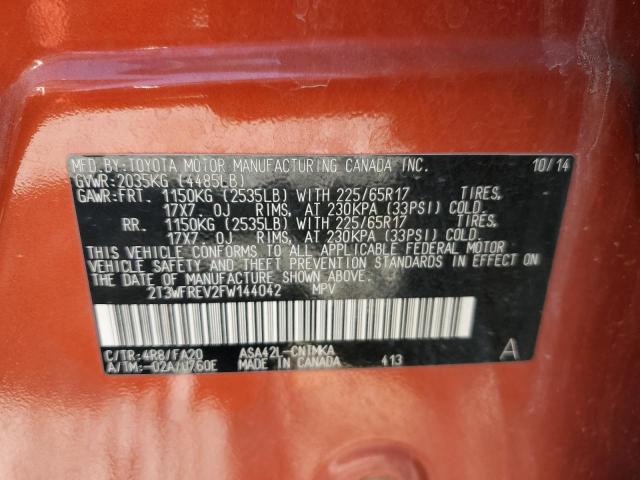 MFD.BY:TOYOTA MOTOR MANUFACTURING CANADA INC. 10/14
GVWR:2035KG (4485LB)
GAWR:FRT. 1150KG (2535LB) WITH 225/65R17 TIRES,
17X7.0J RIMS, AT 230KPA (33PSI) COLD
RR. 1150KG (2535LB) WITH 225/65R17 TIRES,
17X7.0J RIMS, AT 230KPA (33PSI) COLD.
THIS VEHICLE CONFORMS TO ALL APPLICABLE FEDERAL MOTOR
VEHICLE SAFETY AND THEFT PREVENTION STANDARDS IN EFFECT ON
THE DATE OF MANUFACTURE SHOWN ABOVE.
2T3WFREV2FW144042 MPV
C/TR:4R8/FA20 ASA42L-CNTMKA
A/TM:-02A/U760E MADE IN CANADA 413 A